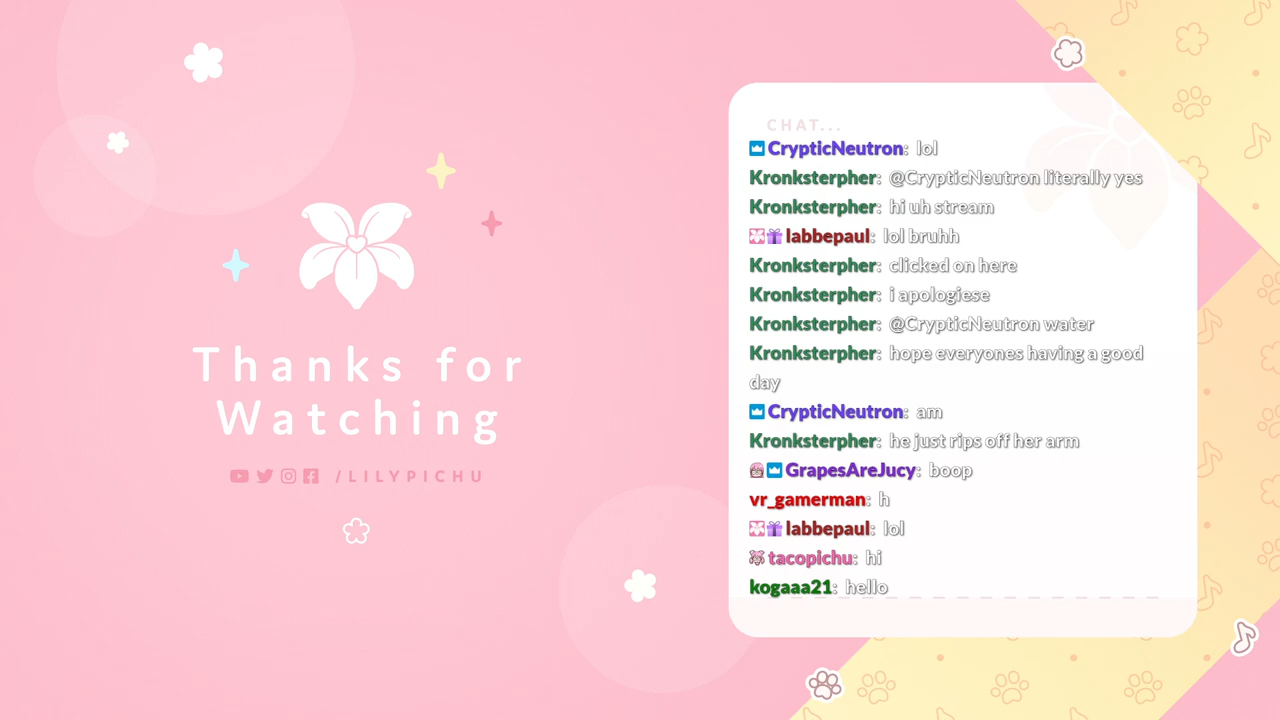 Thanks for
Watching
/LILYPICHU
CHAT...
CrypticNeutron: lol
Kronksterpher: @CrypticNeutron literally yes
Kronksterpher: hi uh stream
labbepaul: lol bruhh
Kronksterpher: clicked on here
Kronksterpher: i apologiese
Kronksterpher: @CrypticNeutron water
Kronksterpher: hope everyones having a good
day
CrypticNeutron: am
Kronksterpher: he just rips off her arm
GrapesAreJucy: boop
vr_gamerman: h
labbepaul: lol
tacopichu: hi
kogaaa21: hello